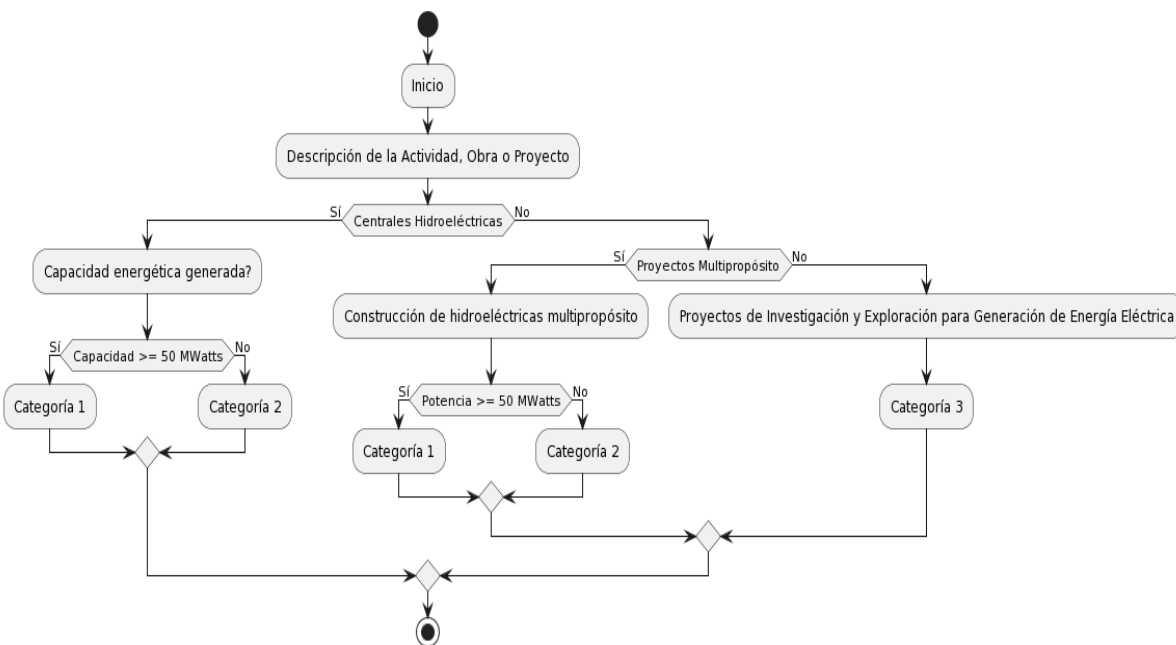 Inicio
Descripción de la Actividad, Obra o Proyecto
Sí
Centrales Hidroeléctricas
No
Capacidad energética generada?
Sí
Proyectos Multipropósito
No
Construcción de hidroeléctricas multipropósito
Proyectos de Investigación y Exploración para Generación de Energía Eléctrica
Sí
Capacidad >= 50 MWatts
No
Categoría 1
Categoría 2
Sí
Potencia >= 50 MWatts
No
Categoría 3
Categoría 1
Categoría 2